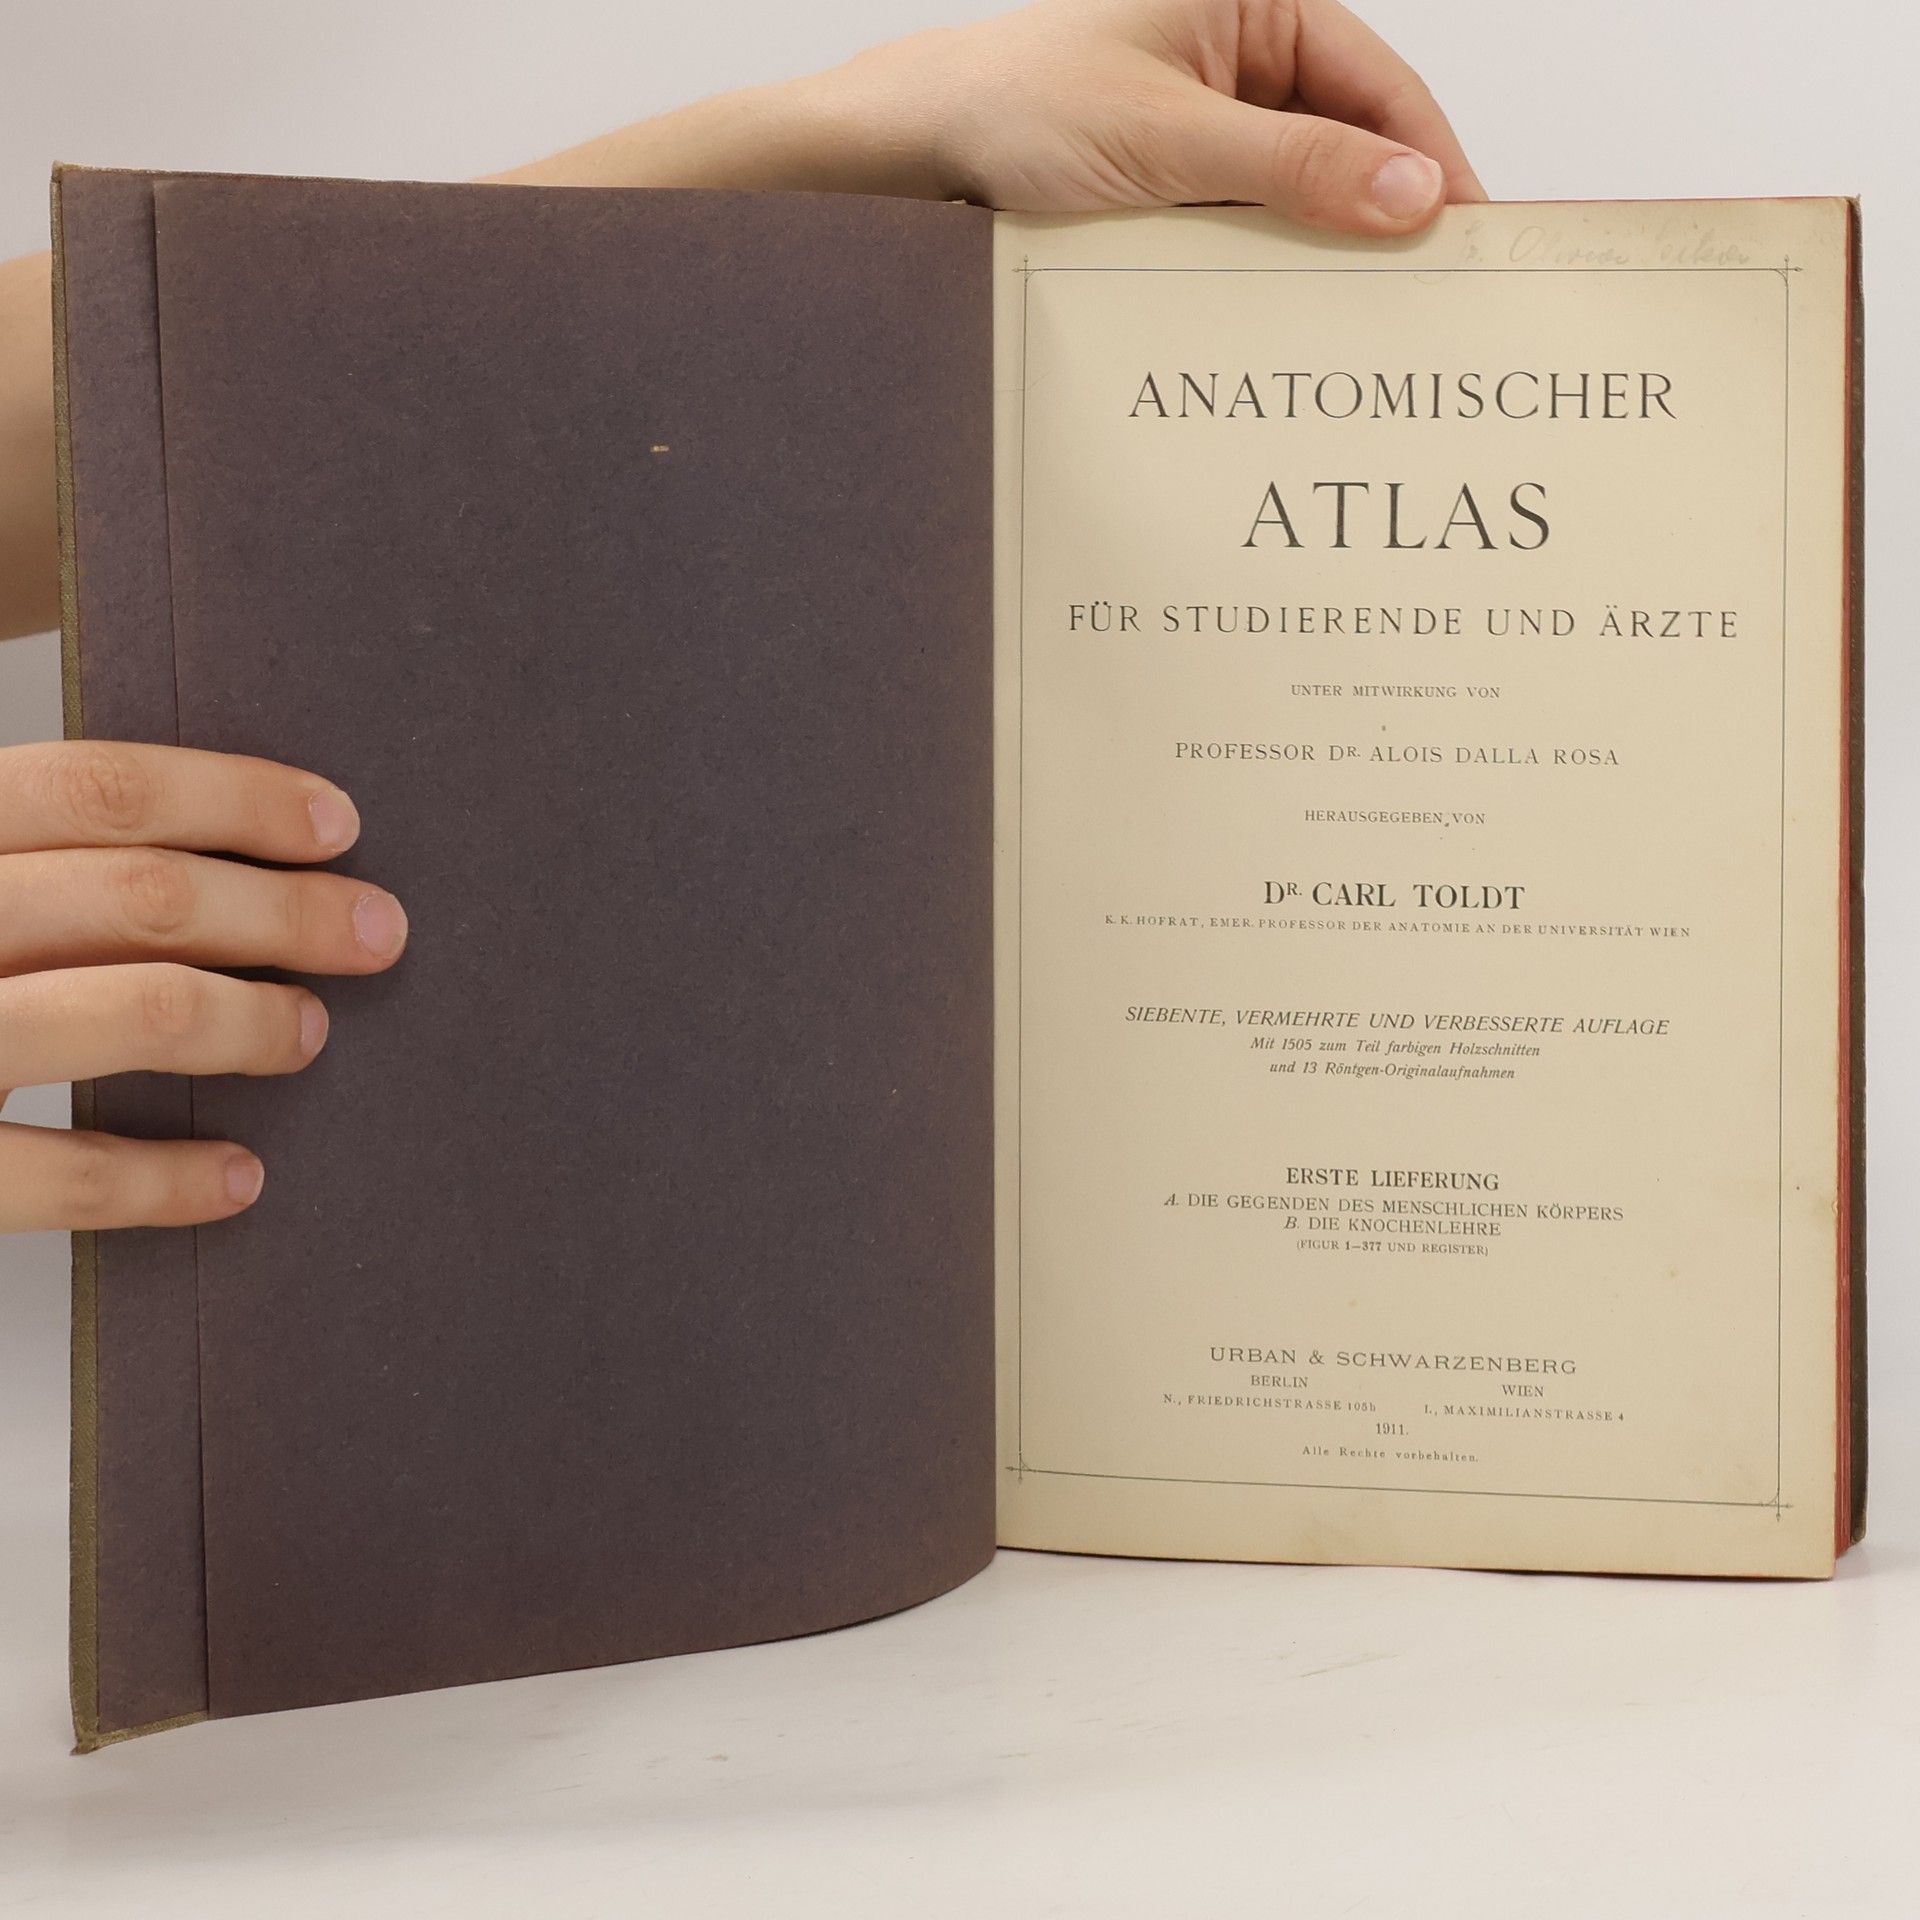 ANATOMISCHER
ATLAS
FÜR STUDIERENDE UND ÄRZTE
UNTER MITWIRKUNG VON
PROFESSOR DR. ALOIS DALLA ROSA
HERAUSGEGEBEN VON
DR. CARL TOLDT
K. K. HOFRAT, EMER. PROFESSOR DER ANATOMIE AN DER UNIVERSITÄT WIEN
SIEBENTE, VERMEHRTE UND VERBESSERTE AUFLAGE
Mit 1505 zum Teil farbigen Holzschnitten
und 13 Röntgen-Originalaufnahmen
ERSTE LIEFERUNG
A. DIE GEGENDEN DES MENSCHLICHEN KÖRPERS
B. DIE KNOCHENLEHRE
(FIGUR 1—377 UND REGISTER)
URBAN & SCHWARZENBERG
BERLIN WIEN
N., FRIEDRICHSTRASSE 105b I., MAXIMILIANSTRASSE 4
1911.
Alle Rechte vorbehalten.